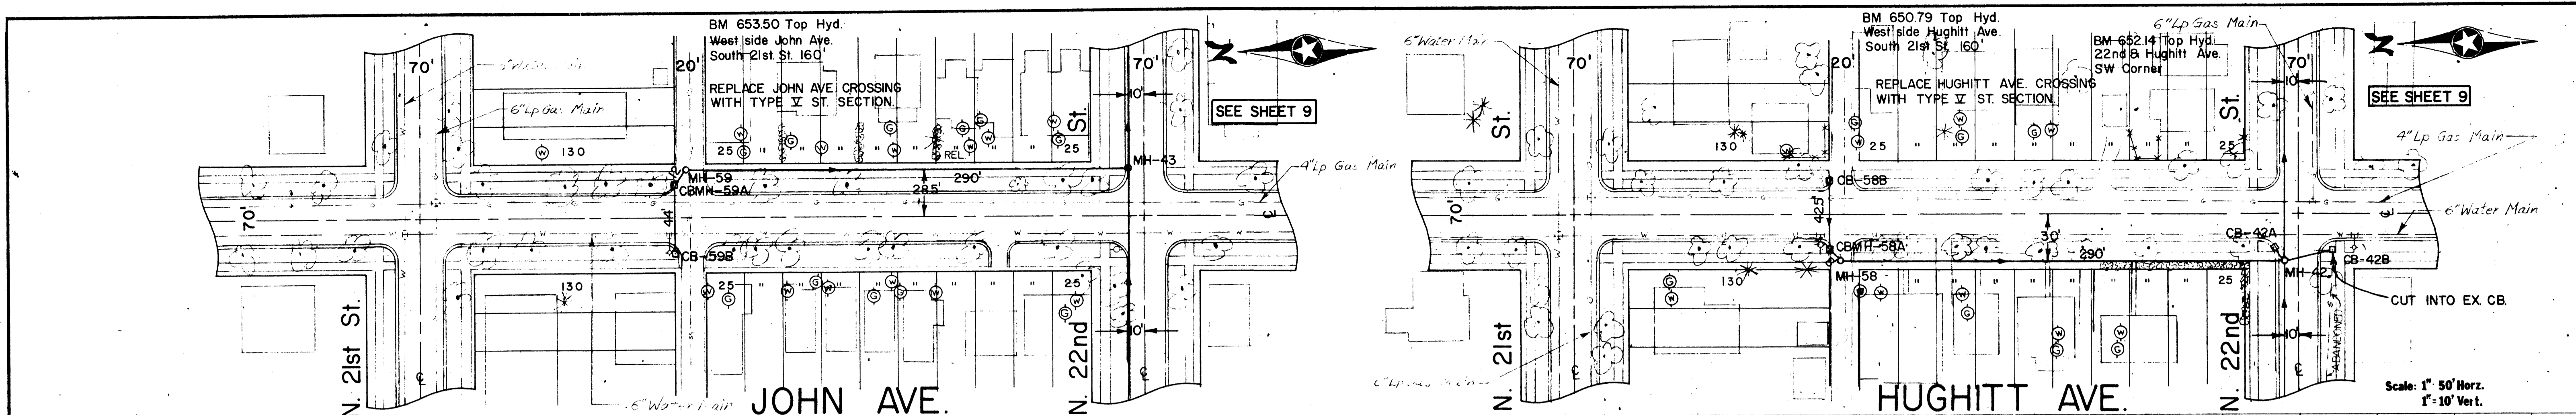 BM 653.50 Top Hyd.
West side John Ave.
South 21st. St. 160'
REPLACE JOHN AVE. CROSSING
WITH TYPE V ST. SECTION.
70'
20'
70'
10'
N
SEE SHEET 9
6" Lp Gas Main
W 130
25 " " " " " " " " 25
REL.
MH-59
CBMH-59A
290'
28.5'
MH-43
4" Lp Gas Main
70'
44'
CB-59B
130
25 " " " " " " " " 25
10'
N. 21st St.
N. 22nd St.
6" Water Main
JOHN AVE.
BM 650.79 Top Hyd.
West side Hughitt Ave.
South 21st St. 160'
BM 652.14 Top Hyd.
22nd & Hughitt Ave.
SW Corner
REPLACE HUGHITT AVE. CROSSING
WITH TYPE V ST. SECTION.
6" Water Main
6" Lp Gas Main
70'
20'
70'
10'
N
SEE SHEET 9
4" Lp Gas Main
130
25 " " " " " " " " 25
CB-58B
42.5'
70'
30'
6" Water Main
CB-42A
CBMH-58A
290'
MH-58
MH-42
CB-42B
130
25
CUT INTO EX. CB.
10'
ABANDONED
N. 21st St.
N. 22nd St.
HUGHITT AVE.
Scale: 1"= 50' Horz.
1"= 10' Vert.